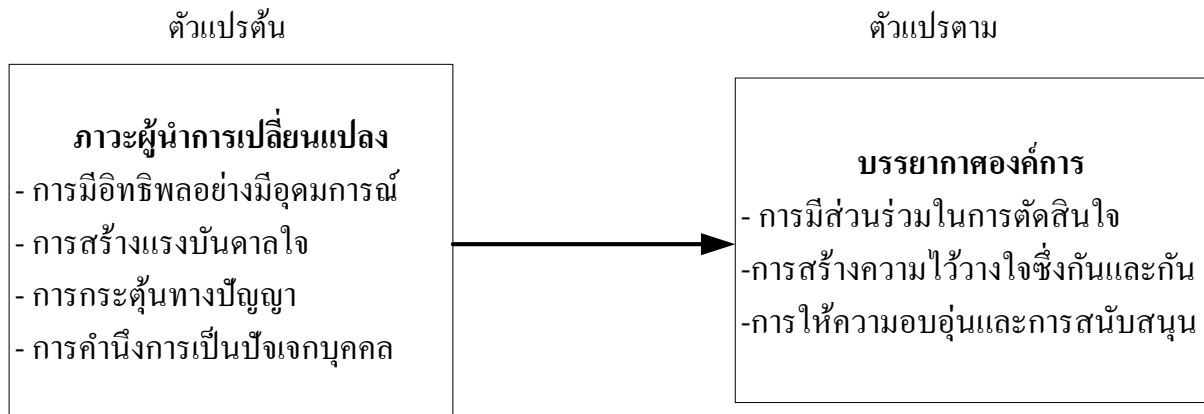 ตัวแปรต้น
ภาวะผู้นำการเปลี่ยนแปลง
- การมีอิทธิพลอย่างมีอุดมการณ์
- การสร้างแรงบันดาลใจ
- การกระตุ้นทางปัญญา
- การคำนึงการเป็นปัจเจกบุคคล
ตัวแปรตาม
บรรยากาศองค์การ
- การมีส่วนร่วมในการตัดสินใจ
-การสร้างความไว้วางใจซึ่งกันและกัน
-การให้ความอบอุ่นและการสนับสนุน